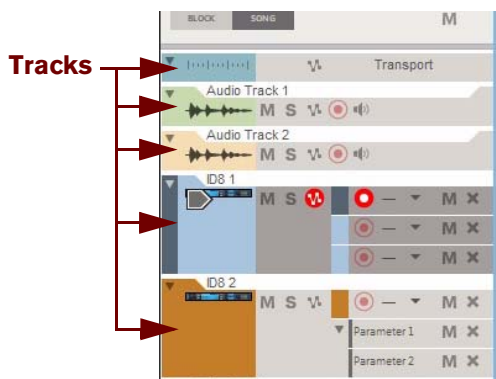 BLOCK SONG M
Tracks
Transport
Audio Track 1
M S
Audio Track 2
M S
ID8 1
M S M
M
M
ID8 2
M S M
Parameter 1 M
Parameter 2 M